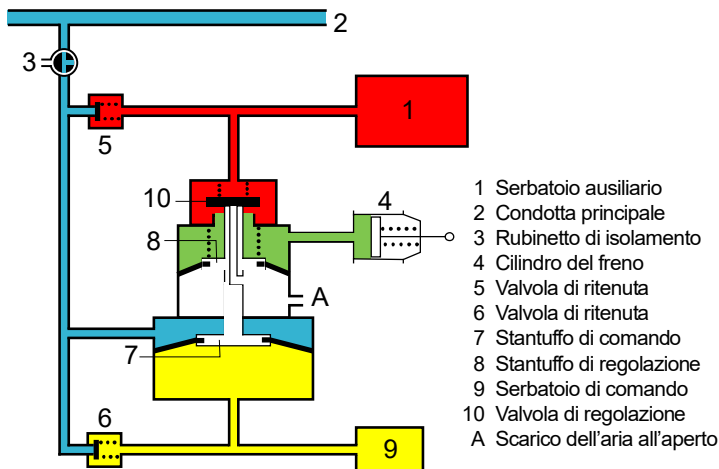 2
3
5
1
10
4
8
A
7
6
9
1 Serbatoio ausiliario
2 Condotta principale
3 Rubinetto di isolamento
4 Cilindro del freno
5 Valvola di ritenuta
6 Valvola di ritenuta
7 Stantuffo di comando
8 Stantuffo di regolazione
9 Serbatoio di comando
10 Valvola di regolazione
A Scarico dell'aria all'aperto